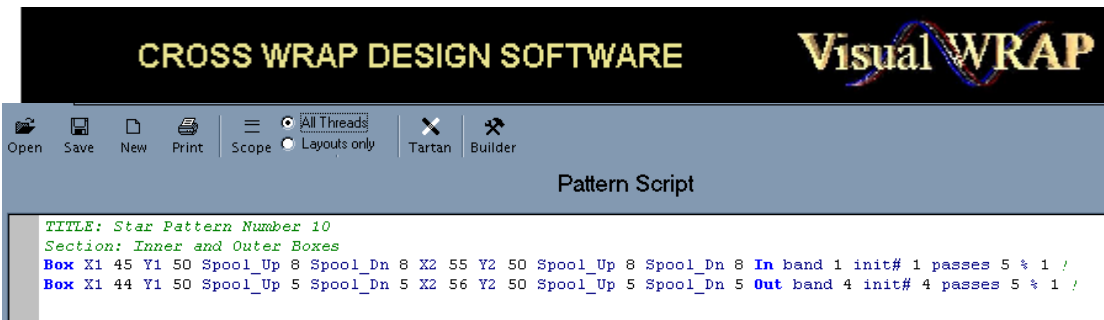 CROSS WRAP DESIGN SOFTWARE Visual WRAP
All Threads
Layouts only
Open Save New Print Scope Tartan Builder
Pattern Script
TITLE: Star Pattern Number 10
Section: Inner and Outer Boxes
Box X1 45 Y1 50 Spool_Up 8 Spool_Dn 8 X2 55 Y2 50 Spool_Up 8 Spool_Dn 8 In band 1 init# 1 passes 5 % 1 /
Box X1 44 Y1 50 Spool_Up 5 Spool_Dn 5 X2 56 Y2 50 Spool_Up 5 Spool_Dn 5 Out band 4 init# 4 passes 5 % 1 /